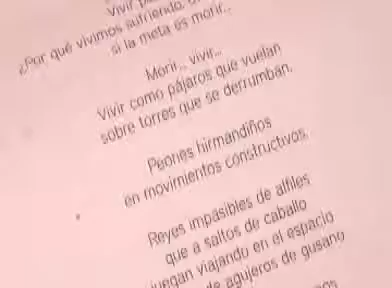 Vivir
¿Por qué vivimos sufriendo,
si la meta es morir..
Morir... vivir...
Vivir como pájaros que vuelan
sobre torres que se derrumban.
Peones hirmandiños
en movimientos constructivos.
Reyes impasibles de alfiles
que a saltos de caballo
juegan viajando en el espacio
de agujeros de gusano